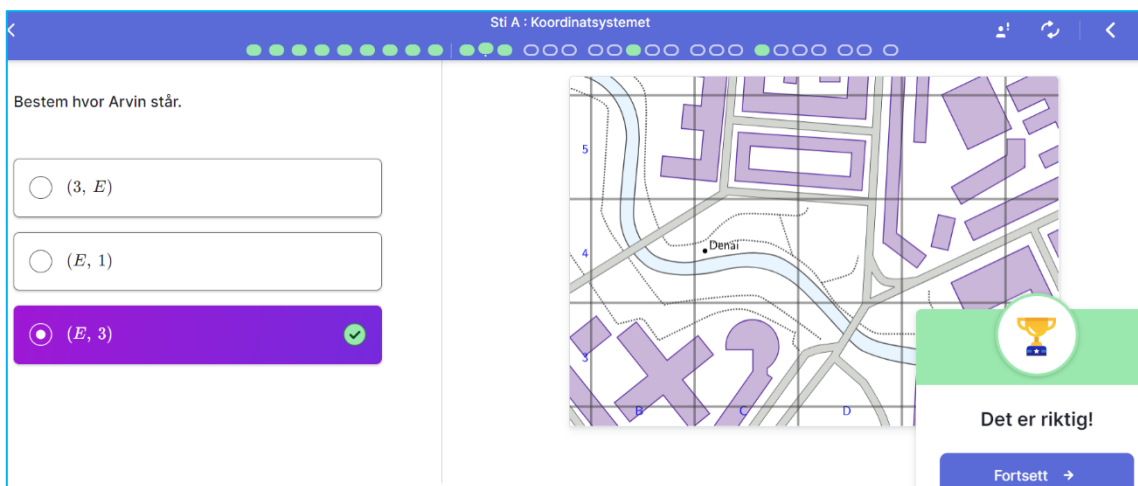 Sti A : Koordinatsystemet
Bestem hvor Arvin står.
(3, E)
(E, 1)
(E, 3)
5
Denai
4
3
B
C
D
Det er riktig!
Fortsett →